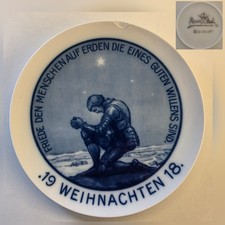 FRIEDE DEN MENSCHEN AUF ERDEN DIE EINES GUTEN WILLENS SIND
.19 WEIHNACHTEN 18.